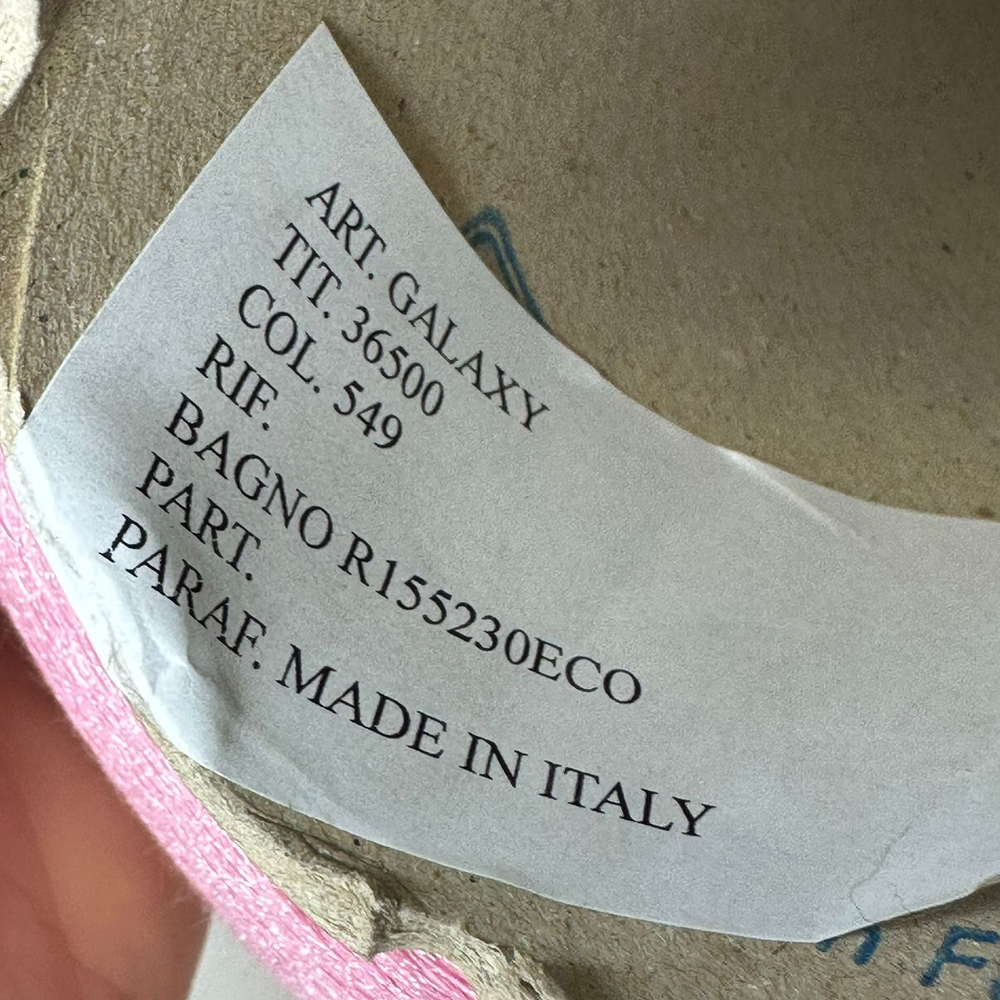 ART. GALAXY
TIT. 36500
COL. 549
RIF.
BAGNO R155230ECO
PART.
PARAF. MADE IN ITALY